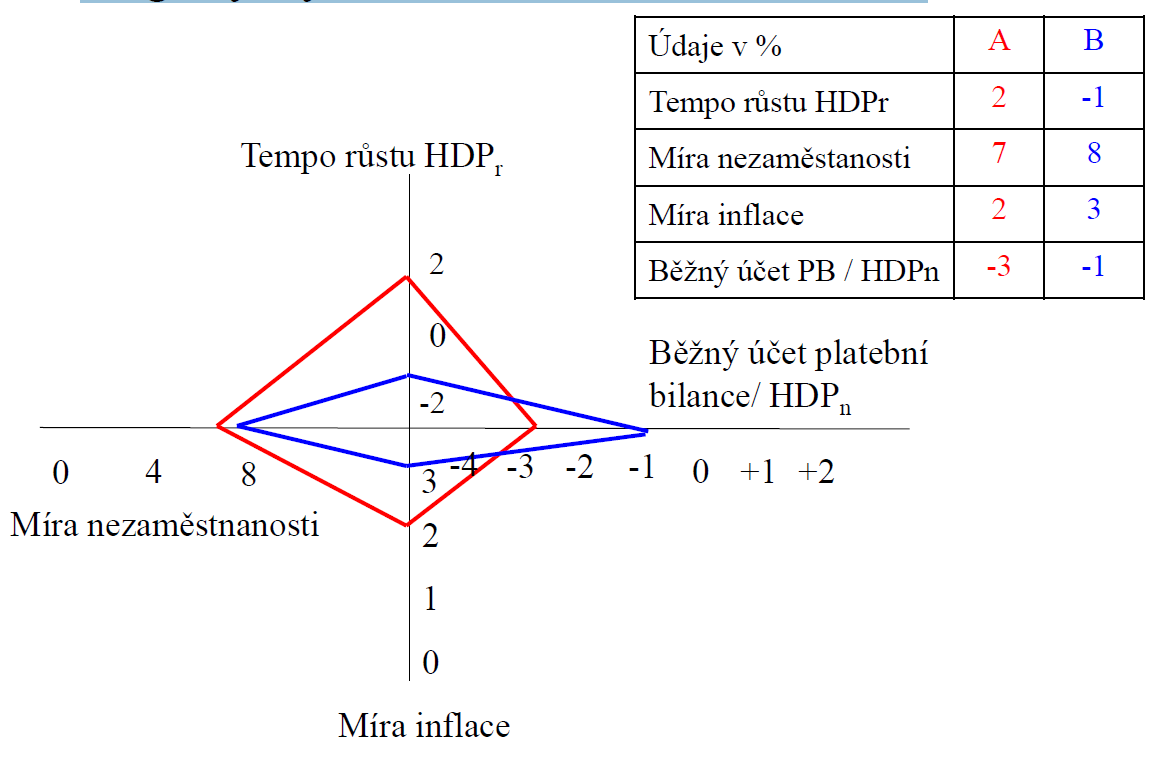 Údaje v % A B
Tempo růstu HDPr 2 -1
Míra nezaměstanosti 7 8
Míra inflace 2 3
Běžný účet PB / HDPn -3 -1
Tempo růstu HDPr
2
0
-2
Běžný účet platební
bilance/ HDPn
0 4 8 -4 -3 -2 -1 0 +1 +2
3
Míra nezaměstnanosti
2
1
0
Míra inflace